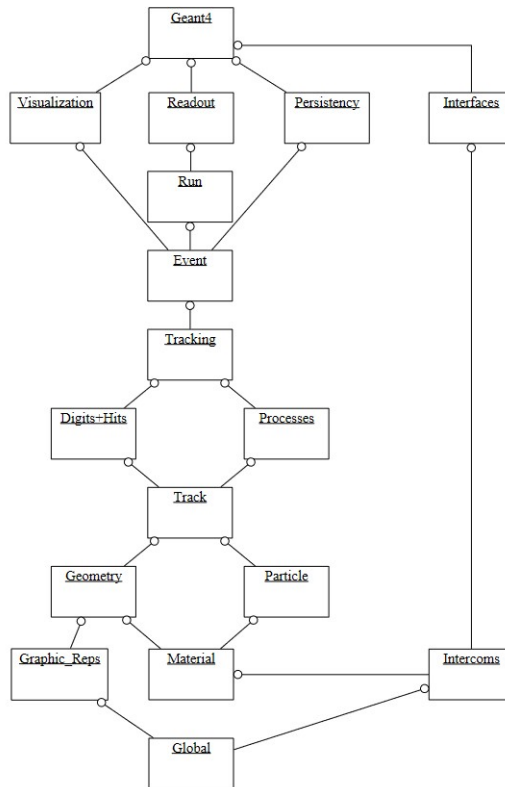 Geant4
Visualization
Readout
Persistency
Interfaces
Run
Event
Tracking
Digits+Hits
Processes
Track
Geometry
Particle
Graphic_Reps
Material
Intercoms
Global